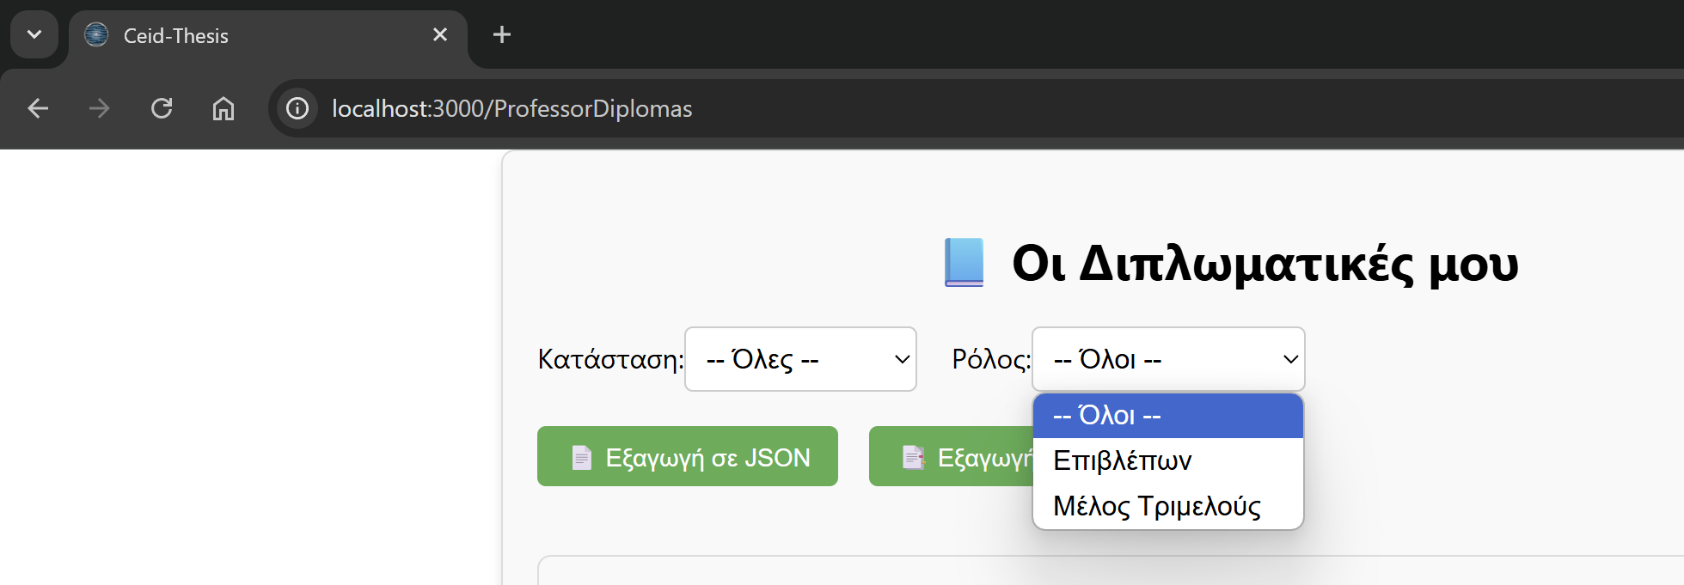 Ceid-Thesis
localhost:3000/ProfessorDiplomas
Οι Διπλωματικές μου
Κατάσταση: -- Όλες -- Ρόλος: -- Όλοι --
-- Όλοι --
Εξαγωγή σε JSON Εξαγωγή
Επιβλέπων
Μέλος Τριμελούς